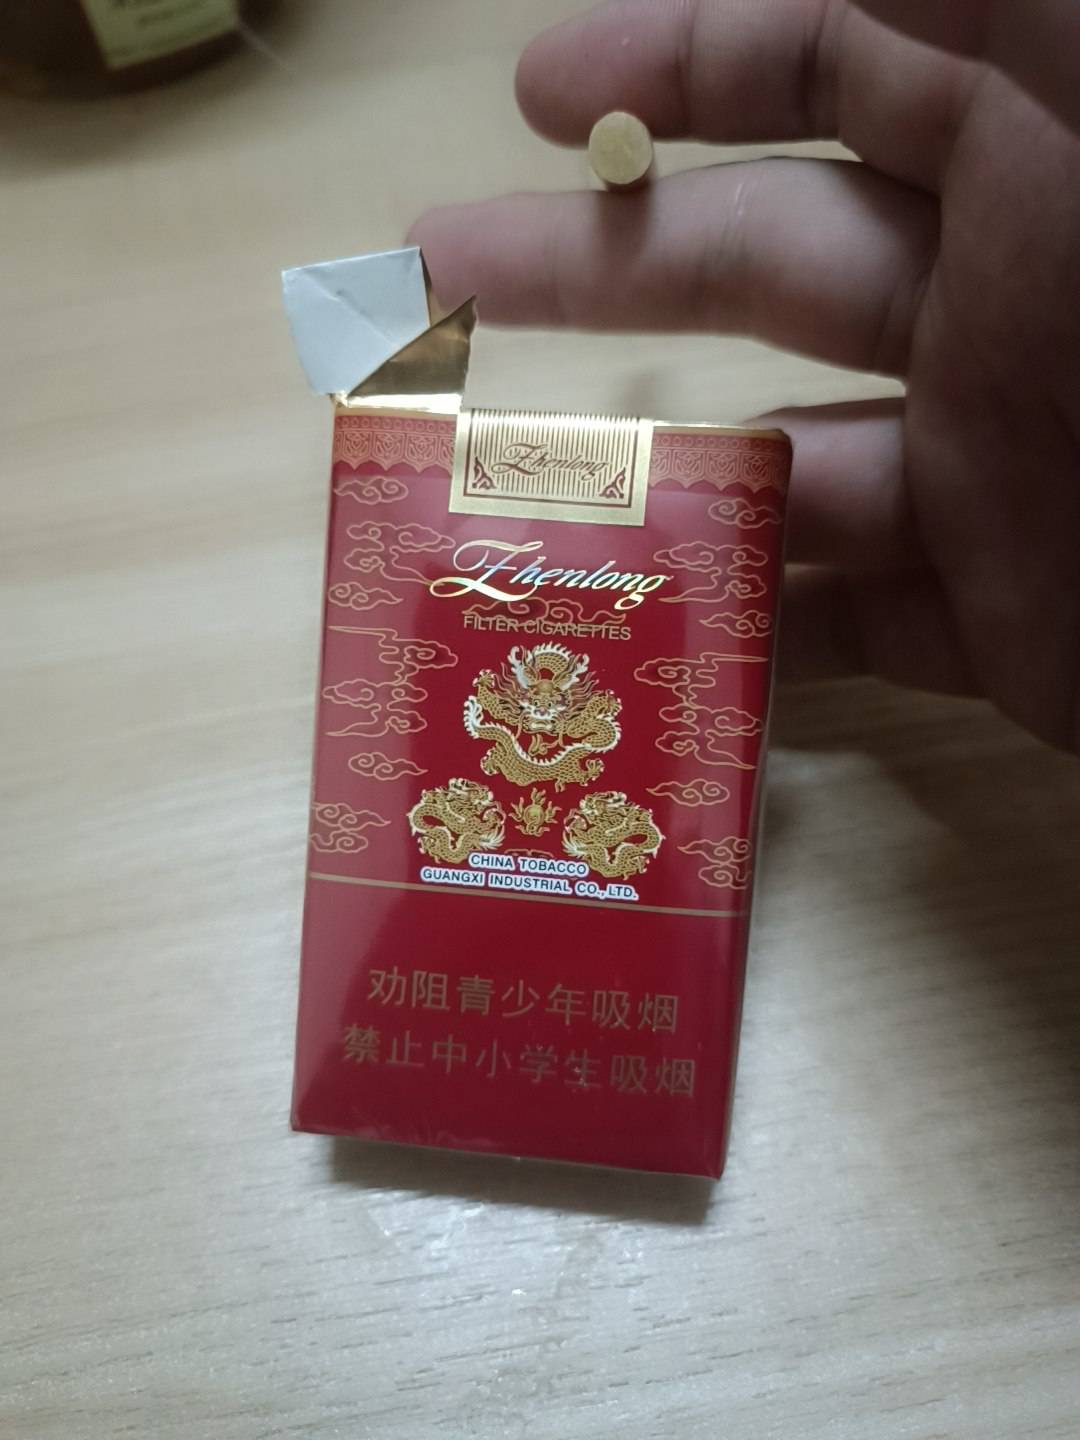 Zhenlong
Zhenlong
FILTER CIGARETTES
CHINA TOBACCO
GUANGXI INDUSTRIAL CO., LTD.
劝阻青少年吸烟
禁止中小学生吸烟